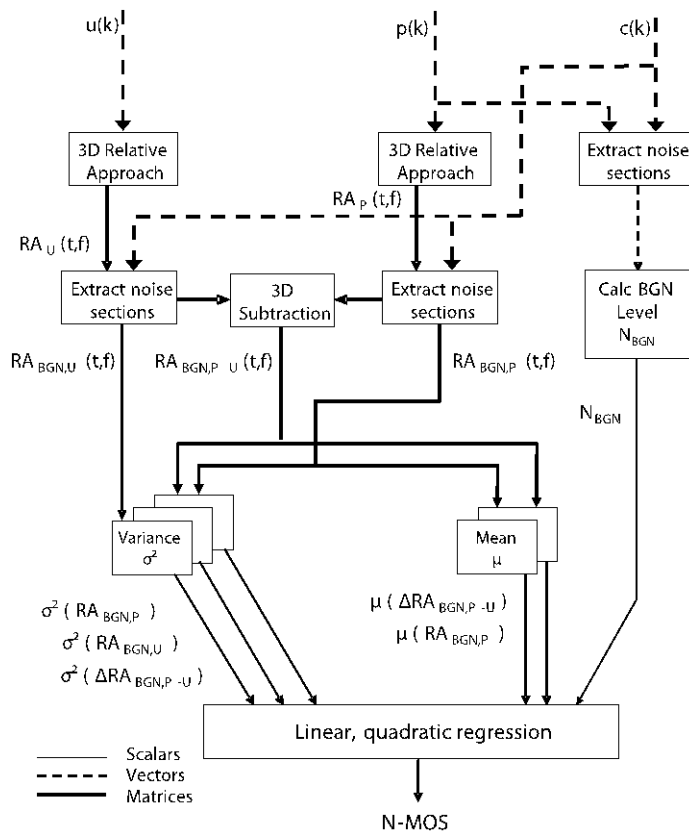 u(k)
p(k)
c(k)
3D Relative
Approach
3D Relative
Approach
Extract noise
sections
RA U (t,f)
RA P (t,f)
Extract noise
sections
3D
Subtraction
Extract noise
sections
Calc BGN
Level
N BGN
RA BGN,U (t,f)
RA BGN,P U (t,f)
RA BGN,P (t,f)
N BGN
Variance
σ²
Mean
μ
σ² ( RA BGN,P )
σ² ( RA BGN,U )
σ² ( ΔRA BGN,P -U )
μ ( ΔRA BGN,P -U )
μ ( RA BGN,P )
Linear, quadratic regression
Scalars
Vectors
Matrices
N-MOS